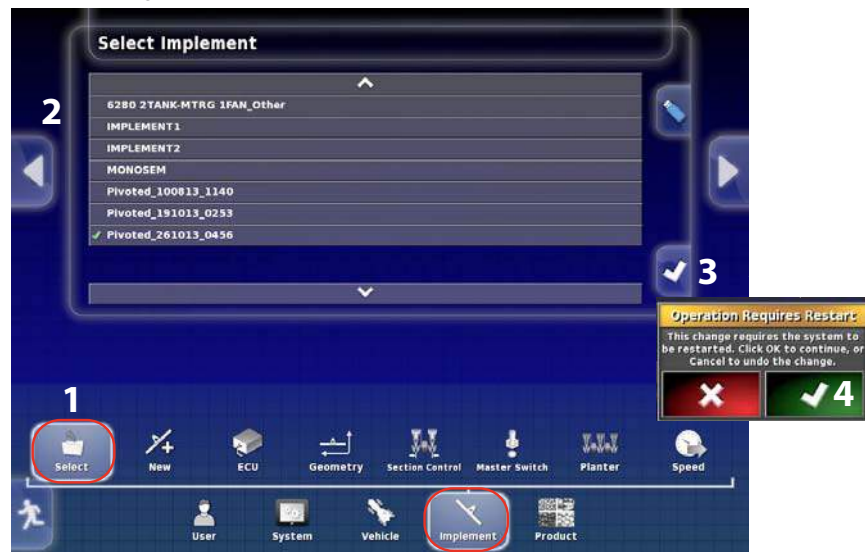 Select Implement
2
6280 2TANK-MTRG 1FAN_Other
IMPLEMENT1
IMPLEMENT2
MONOSEM
Pivoted_100813_1140
Pivoted_191013_0253
Pivoted_261013_0456
3
Operation Requires Restart
This change requires the system to
be restarted. Click OK to continue, or
Cancel to undo the change.
4
1
Select New ECU Geometry Section Control Master Switch Planter Speed
User System Vehicle Implement Product